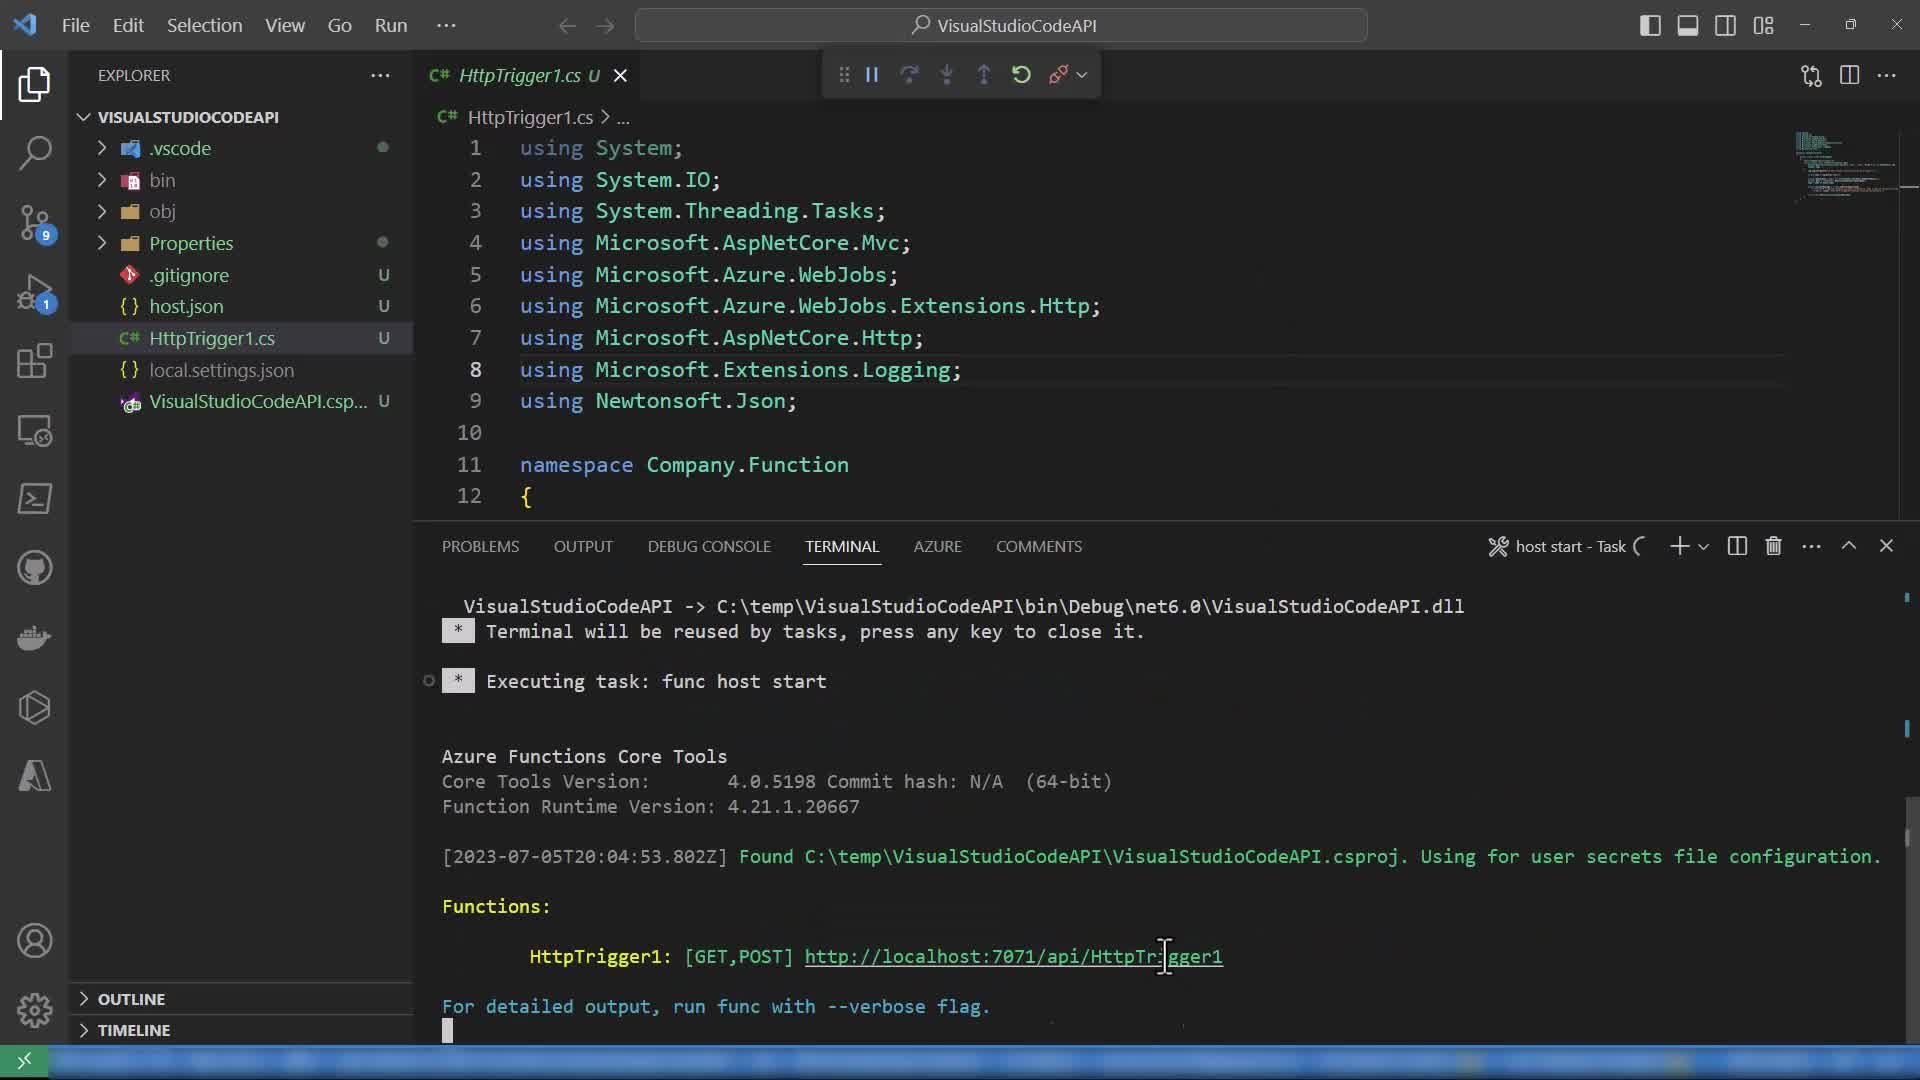 File Edit Selection View Go Run ···
VisualStudioCodeAPI
EXPLORER ···
VISUALSTUDIOCODEAPI
.vscode
bin
obj
Properties
.gitignore U
host.json U
HttpTrigger1.cs U
local.settings.json
VisualStudioCodeAPI.csp... U
OUTLINE
TIMELINE
9
1
C# HttpTrigger1.cs U
C# HttpTrigger1.cs > ...
1 using System;
2 using System.IO;
3 using System.Threading.Tasks;
4 using Microsoft.AspNetCore.Mvc;
5 using Microsoft.Azure.WebJobs;
6 using Microsoft.Azure.WebJobs.Extensions.Http;
7 using Microsoft.AspNetCore.Http;
8 using Microsoft.Extensions.Logging;
9 using Newtonsoft.Json;
10
11 namespace Company.Function
12 {
PROBLEMS OUTPUT DEBUG CONSOLE TERMINAL AZURE COMMENTS
host start - Task
VisualStudioCodeAPI -> C:\temp\VisualStudioCodeAPI\bin\Debug\net6.0\VisualStudioCodeAPI.dll
* Terminal will be reused by tasks, press any key to close it.
* Executing task: func host start
Azure Functions Core Tools
Core Tools Version: 4.0.5198 Commit hash: N/A (64-bit)
Function Runtime Version: 4.21.1.20667
[2023-07-05T20:04:53.802Z] Found C:\temp\VisualStudioCodeAPI\VisualStudioCodeAPI.csproj. Using for user secrets file configuration.
Functions:
HttpTrigger1: [GET,POST] http://localhost:7071/api/HttpTrigger1
For detailed output, run func with --verbose flag.